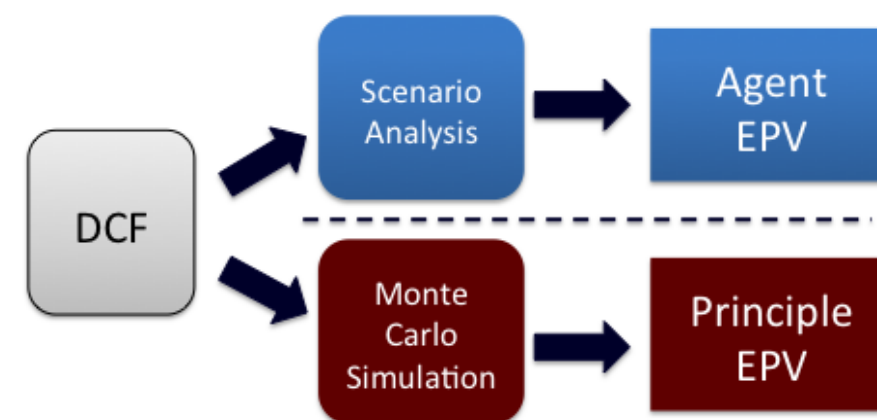 DCF
Scenario
Analysis
Agent
EPV
Monte
Carlo
Simulation
Principle
EPV